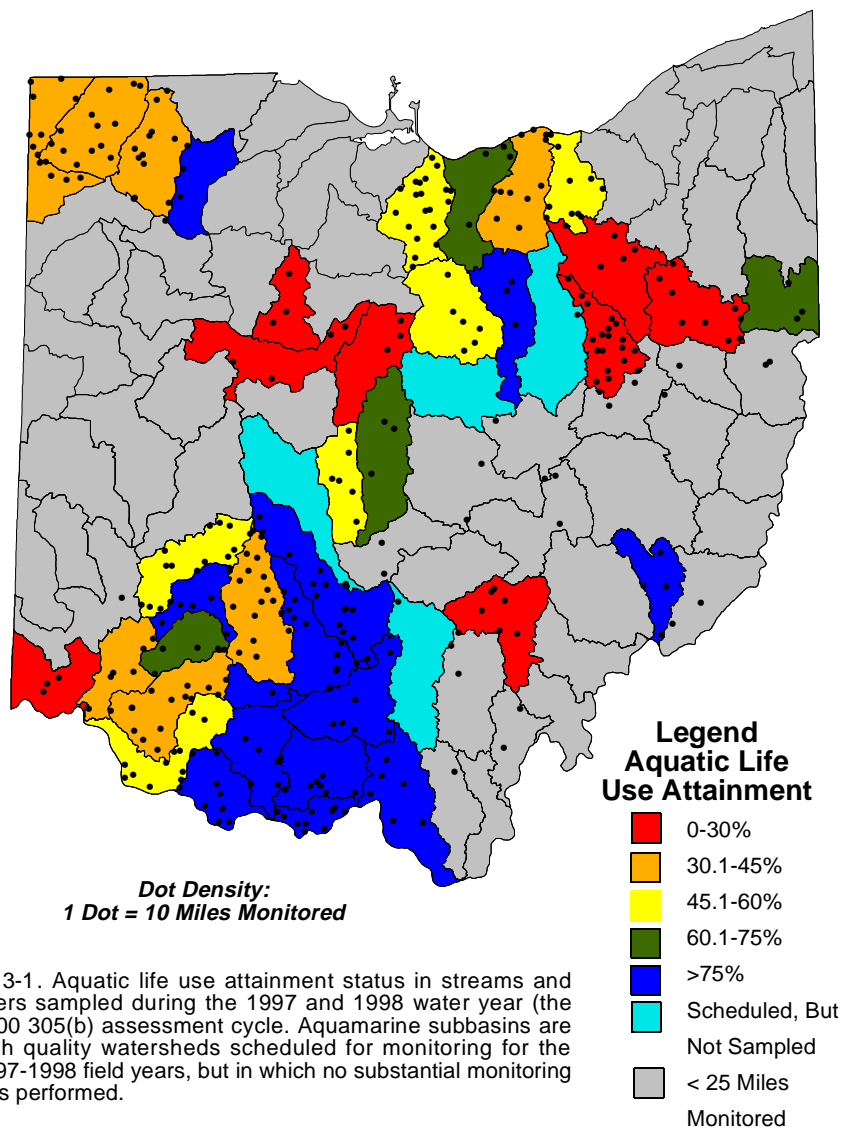 Legend
Aquatic Life
Use Attainment
0-30%
30.1-45%
45.1-60%
60.1-75%
>75%
Scheduled, But
Not Sampled
< 25 Miles
Monitored
Dot Density:
1 Dot = 10 Miles Monitored
3-1. Aquatic life use attainment status in streams and
ers sampled during the 1997 and 1998 water year (the
00 305(b) assessment cycle. Aquamarine subbasins are
h quality watersheds scheduled for monitoring for the
97-1998 field years, but in which no substantial monitoring
s performed.